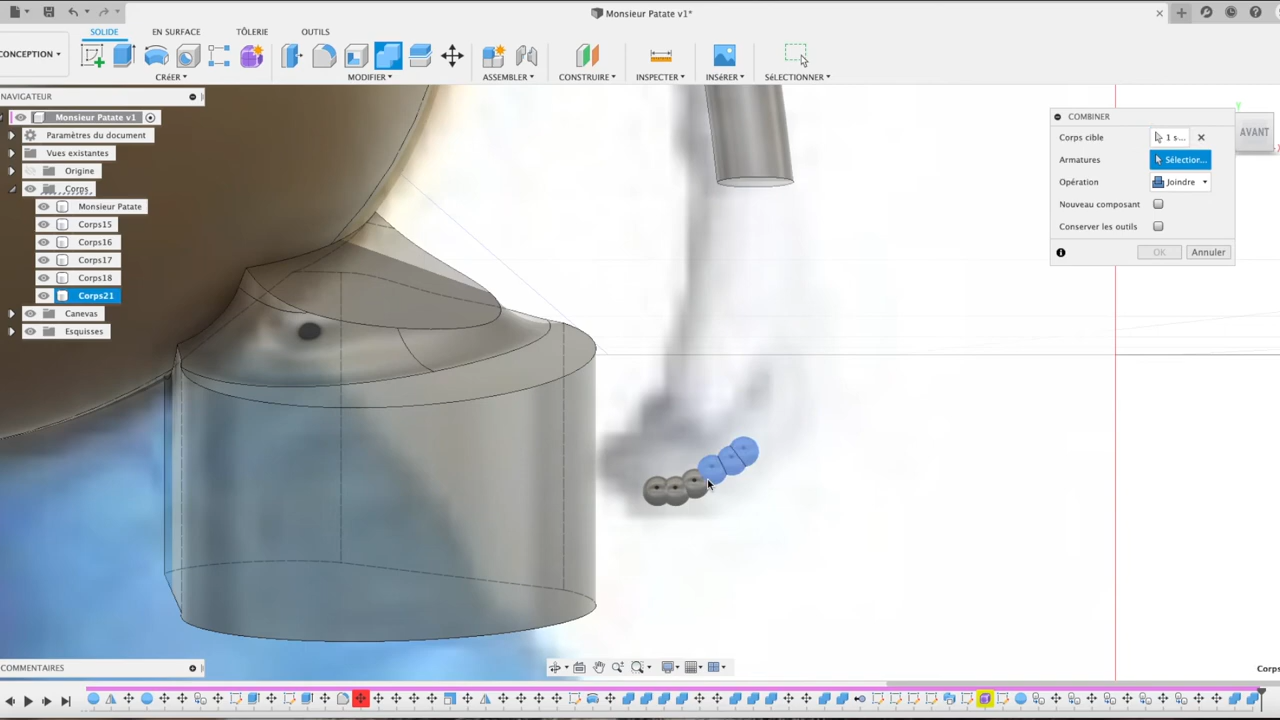 Monsieur Patate v1*
SOLIDE EN SURFACE TÔLERIE OUTILS
CONCEPTION
CRÉER MODIFIER ASSEMBLER CONSTRUIRE INSPECTER INSÉRER SÉLECTIONNER
NAVIGATEUR
Monsieur Patate v1
Paramètres du document
Vues existantes
Origine
Corps
Monsieur Patate
Corps15
Corps16
Corps17
Corps18
Corps21
Canevas
Esquisses
COMBINER
Corps cible 1 s...
Armatures Sélectior...
Opération Joindre
Nouveau composant
Conserver les outils
OK Annuler
AVANT
COMMENTAIRES
Corps